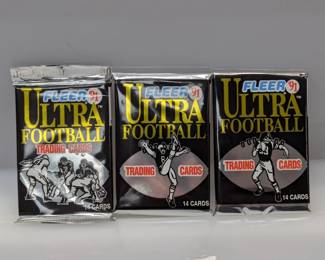 FLEER 91
ULTRA
FOOTBALL
TRADING CARDS
14 CARDS
FLEER 91
ULTRA
FOOTBALL
TRADING CARDS
14 CARDS
FLEER 91
ULTRA
FOOTBALL
TRADING CARDS
14 CARDS